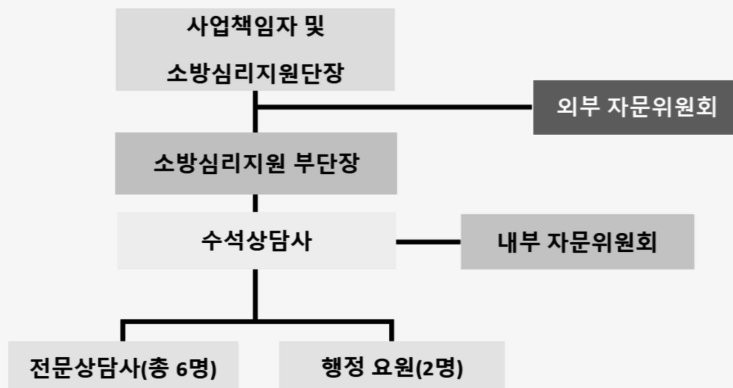 사업책임자 및
소방심리지원단장
외부 자문위원회
소방심리지원 부단장
수석상담사
내부 자문위원회
전문상담사(총 6명)
행정 요원(2명)